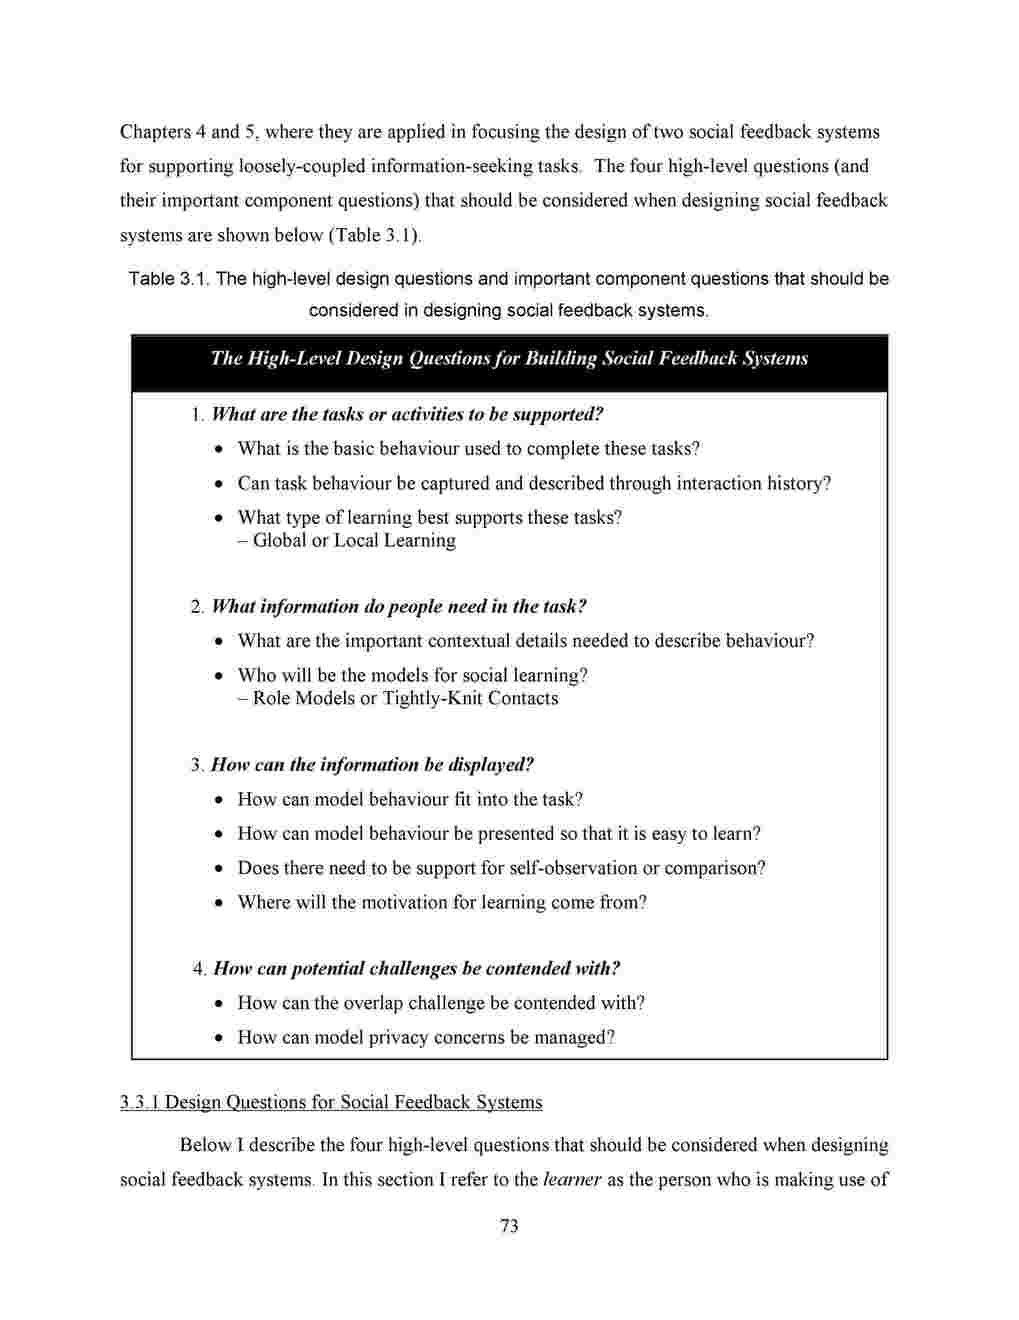 Chapters 4 and 5, where they are applied in focusing the design of two social feedback systems
for supporting loosely-coupled information-seeking tasks.  The four high-level questions (and
their important component questions) that should be considered when designing social feedback
systems are shown below (Table 3.1).
Table 3.1. The high-level design questions and important component questions that should be
considered in designing social feedback systems.
The High-Level Design Questions for Building Social Feedback Systems
1. What are the tasks or activities to be supported?
• What is the basic behaviour used to complete these tasks?
• Can task behaviour be captured and described through interaction history?
• What type of learning best supports these tasks?
– Global or Local Learning
2. What information do people need in the task?
• What are the important contextual details needed to describe behaviour?
• Who will be the models for social learning?
– Role Models or Tightly-Knit Contacts
3. How can the information be displayed?
• How can model behaviour fit into the task?
• How can model behaviour be presented so that it is easy to learn?
• Does there need to be support for self-observation or comparison?
• Where will the motivation for learning come from?
4. How can potential challenges be contended with?
• How can the overlap challenge be contended with?
• How can model privacy concerns be managed?
3.3.1 Design Questions for Social Feedback Systems
Below I describe the four high-level questions that should be considered when designing
social feedback systems. In this section I refer to the learner as the person who is making use of
73